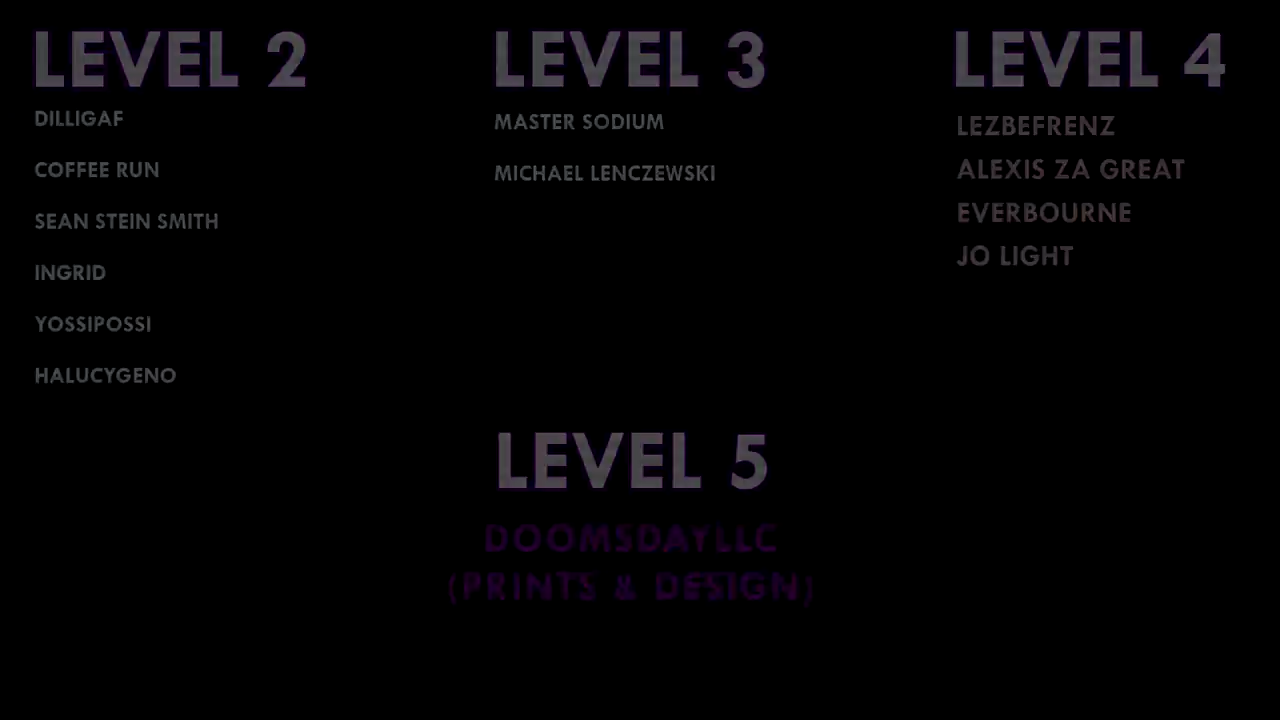 LEVEL 2
DILLIGAF
COFFEE RUN
SEAN STEIN SMITH
INGRID
YOSSIPOSSI
HALUCYGENO
LEVEL 3
MASTER SODIUM
MICHAEL LENCZEWSKI
LEVEL 4
LEZBEFRENZ
ALEXIS ZA GREAT
EVERBOURNE
JO LIGHT
LEVEL 5
DOOMSDAYLLC
(PRINTS & DESIGN)